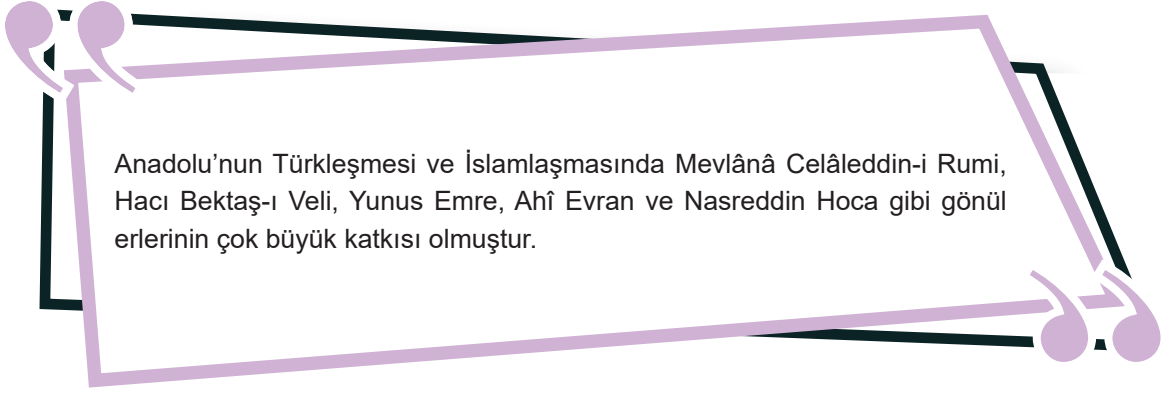 Anadolu’nun Türkleşmesi ve İslamlaşmasında Mevlânâ Celâleddin-i Rumi,
Hacı Bektaş-ı Veli, Yunus Emre, Ahî Evran ve Nasreddin Hoca gibi gönül
erlerinin çok büyük katkısı olmuştur.